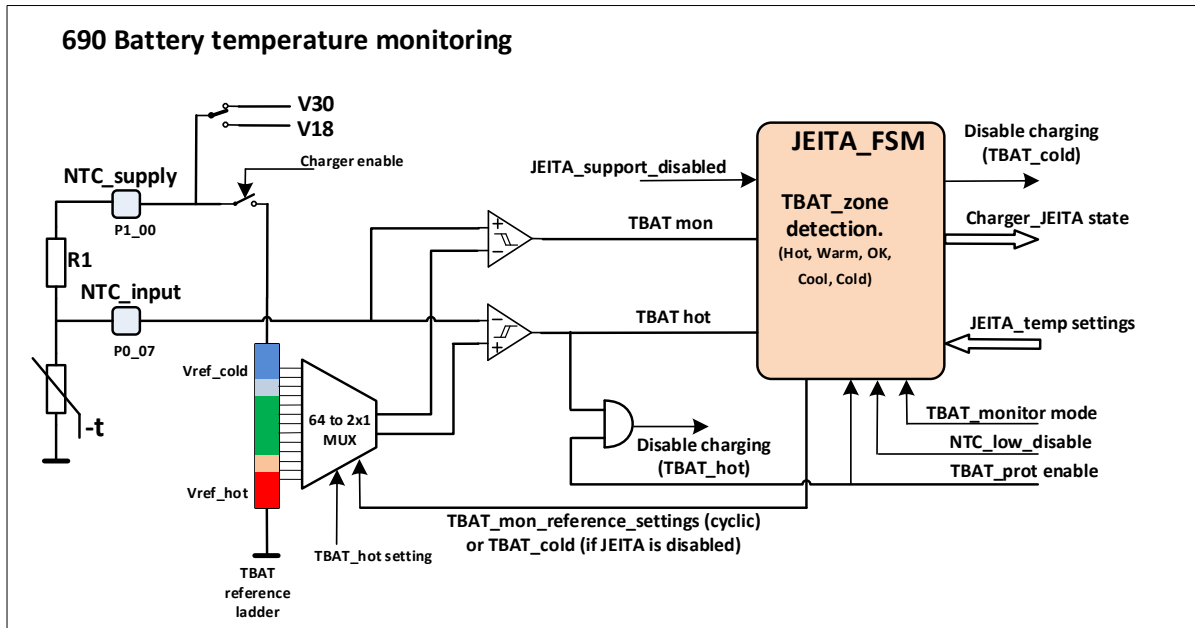 690 Battery temperature monitoring
V30
V18
Charger enable
NTC_supply
P1_00
R1
NTC_input
P0_07
-t
Vref_cold
Vref_hot
TBAT
reference
ladder
64 to 2x1
MUX
TBAT_hot setting
+
-
TBAT mon
-
+
TBAT hot
JEITA_support_disabled
JEITA_FSM
TBAT_zone
detection.
(Hot, Warm, OK,
Cool, Cold)
Disable charging
(TBAT_cold)
Charger_JEITA state
JEITA_temp settings
TBAT_monitor mode
NTC_low_disable
TBAT_prot enable
Disable charging
(TBAT_hot)
TBAT_mon_reference_settings (cyclic)
or TBAT_cold (if JEITA is disabled)